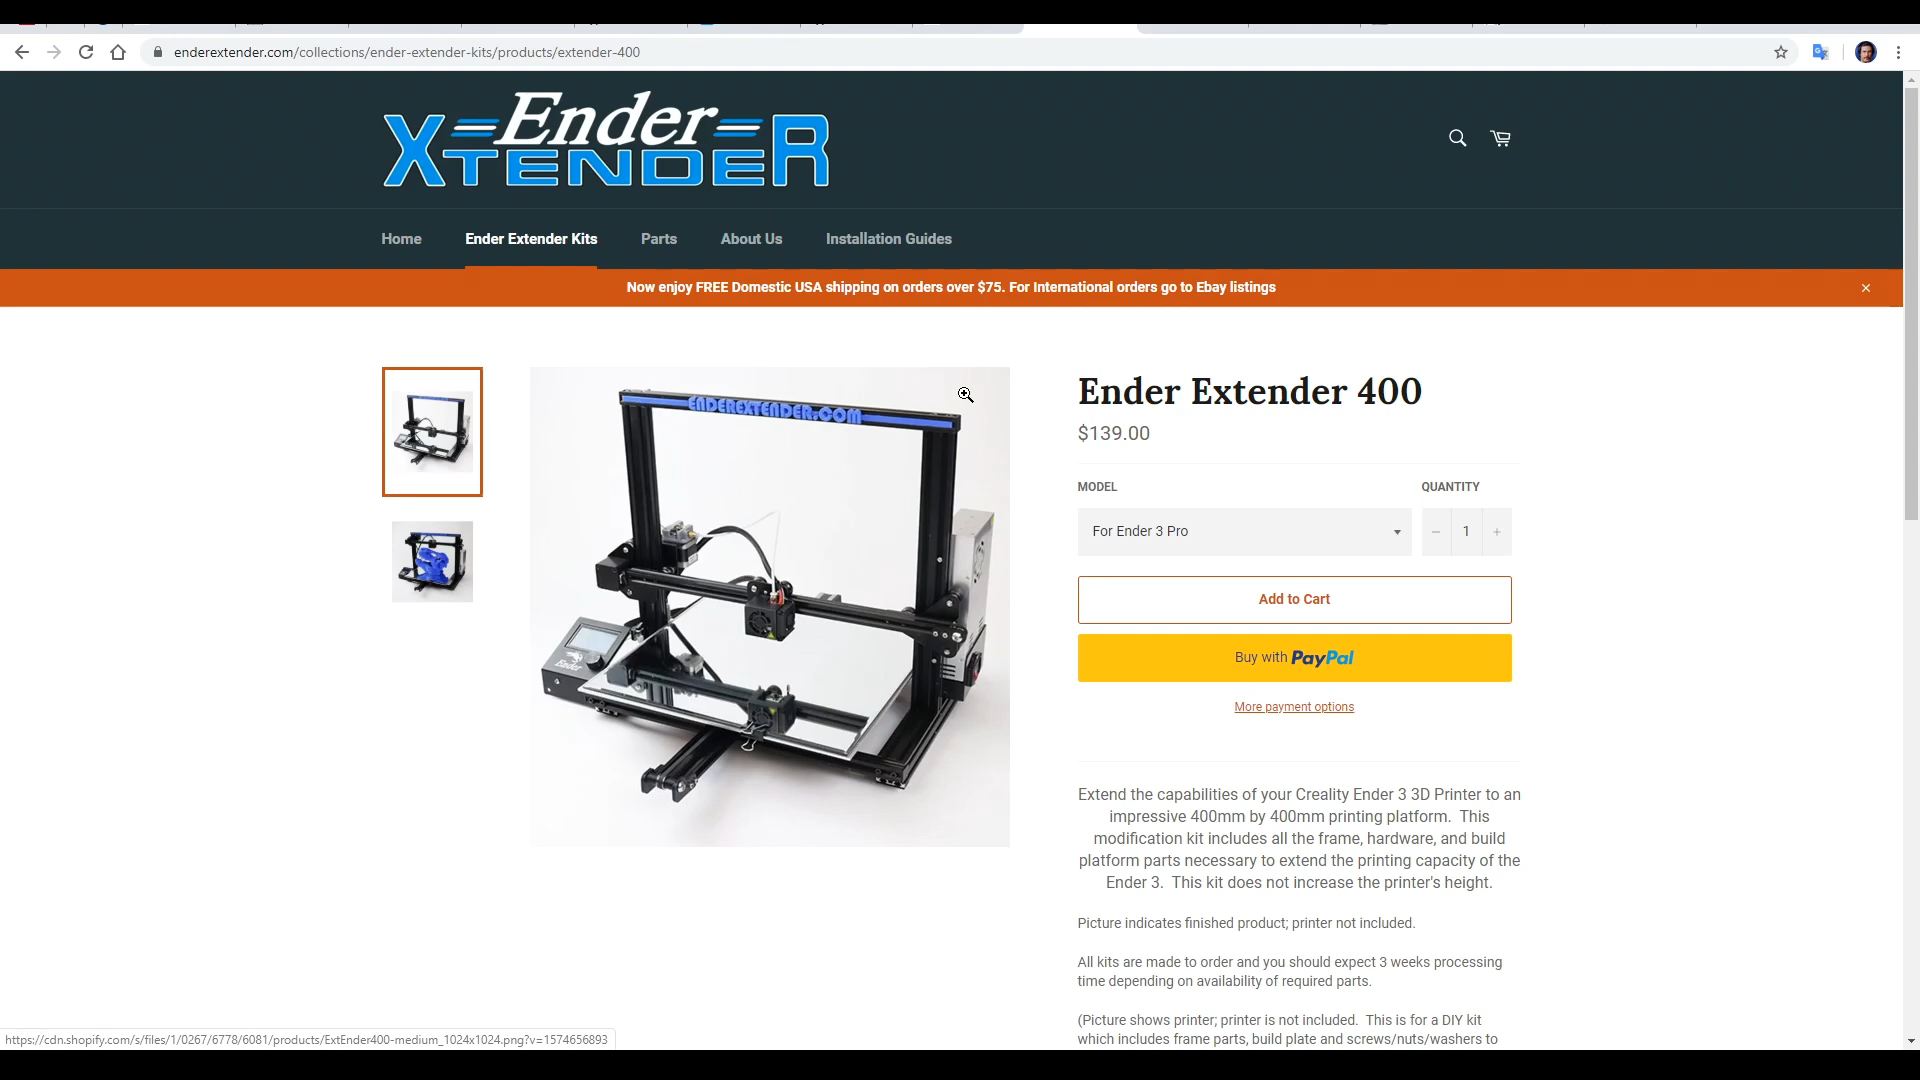 enderextender.com/collections/ender-extender-kits/products/extender-400
Ender
XTENDER
Home Ender Extender Kits Parts About Us Installation Guides
Now enjoy FREE Domestic USA shipping on orders over $75. For International orders go to Ebay listings
ENDEREXTENDER.COM
Ender
Ender Extender 400
$139.00
MODEL QUANTITY
For Ender 3 Pro 1
Add to Cart
Buy with PayPal
More payment options
Extend the capabilities of your Creality Ender 3 3D Printer to an
impressive 400mm by 400mm printing platform. This
modification kit includes all the frame, hardware, and build
platform parts necessary to extend the printing capacity of the
Ender 3. This kit does not increase the printer's height.
Picture indicates finished product; printer not included.
All kits are made to order and you should expect 3 weeks processing
time depending on availability of required parts.
(Picture shows printer; printer is not included. This is for a DIY kit
which includes frame parts, build plate and screws/nuts/washers to
https://cdn.shopify.com/s/files/1/0267/6778/6081/products/ExtEnder400-medium_1024x1024.png?v=1574656893